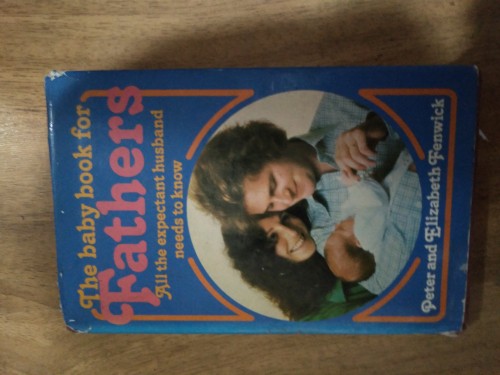 The baby book for
Fathers
All the expectant husband
needs to know
Peter and Elizabeth Fenwick